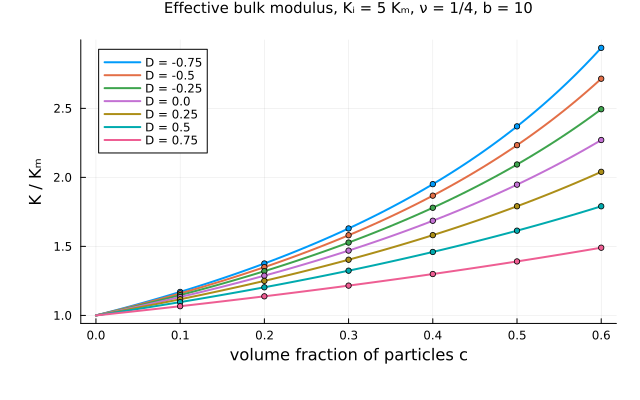 Effective bulk modulus, Kᵢ = 5 Kₘ, ν = 1/4, b = 10
K / Kₘ
2.5
2.0
1.5
1.0
D = -0.75
D = -0.5
D = -0.25
D = 0.0
D = 0.25
D = 0.5
D = 0.75
0.0 0.1 0.2 0.3 0.4 0.5 0.6
volume fraction of particles c